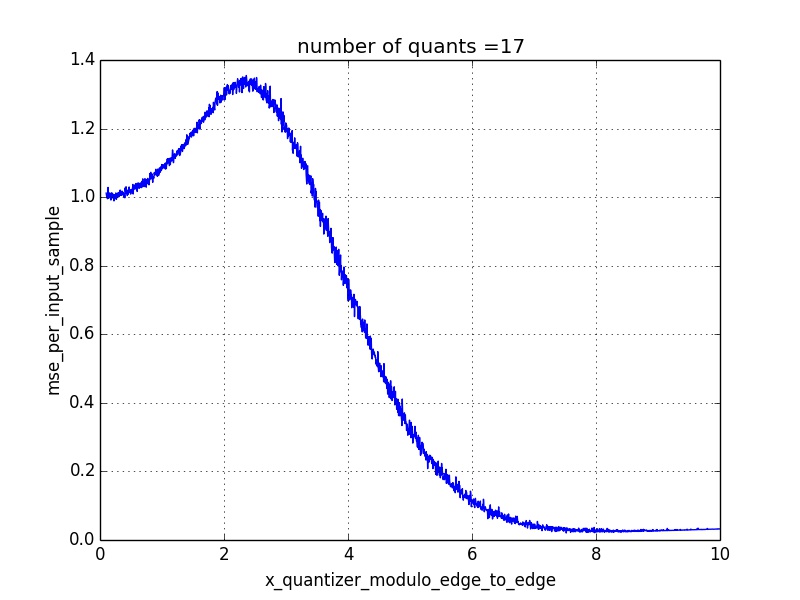 number of quants =17
1.4
1.2
1.0
0.8
0.6
0.4
0.2
0.0
mse_per_input_sample
0 2 4 6 8 10
x_quantizer_modulo_edge_to_edge